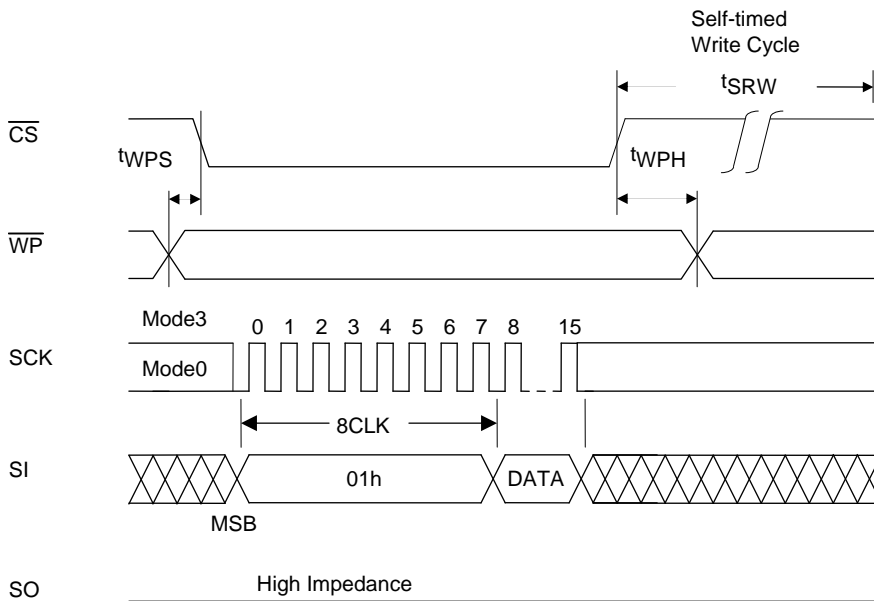 Self-timed
Write Cycle
tSRW
CS
tWPS
tWPH
WP
Mode3
0 1 2 3 4 5 6 7 8 15
SCK
Mode0
8CLK
SI
01h
DATA
MSB
SO
High Impedance